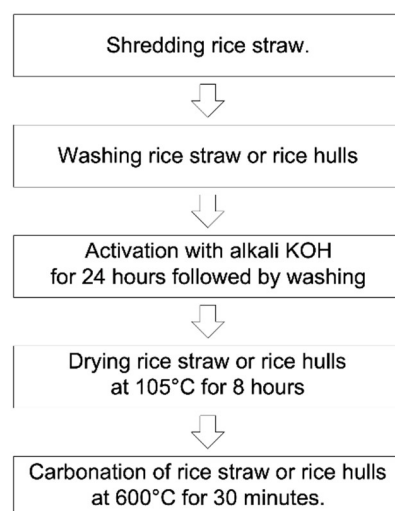 Shredding rice straw.
Washing rice straw or rice hulls
Activation with alkali KOH
for 24 hours followed by washing
Drying rice straw or rice hulls
at 105°C for 8 hours
Carbonation of rice straw or rice hulls
at 600°C for 30 minutes.